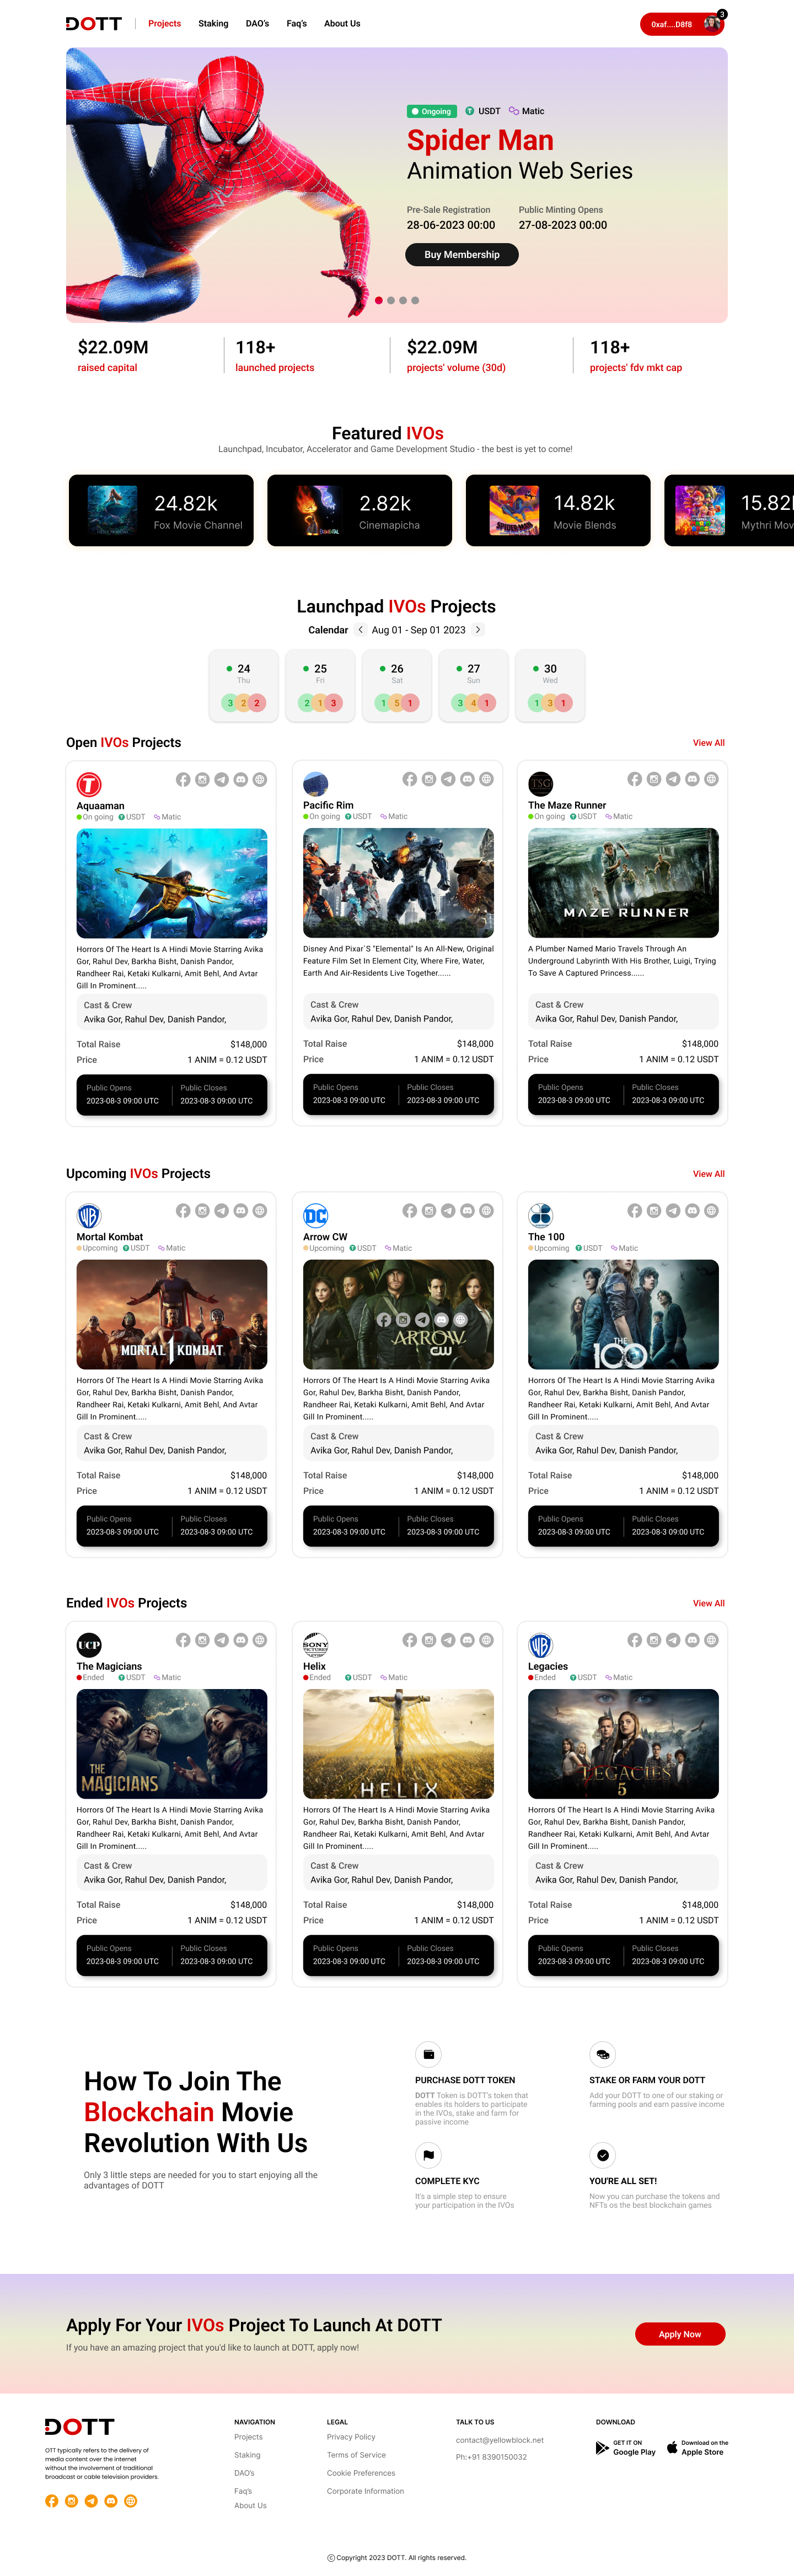 DOTT
Projects
Staking
DAO's
Faq's
About Us
0xaf....D8f8
3
Ongoing
USDT
Matic
Spider Man
Animation Web Series
Pre-Sale Registration
Public Minting Opens
28-06-2023 00:00
27-08-2023 00:00
Buy Membership
$22.09M
raised capital
118+
launched projects
$22.09M
projects' volume (30d)
118+
projects' fdv mkt cap
Featured IVOs
Launchpad, Incubator, Accelerator and Game Development Studio - the best is yet to come!
24.82k
Fox Movie Channel
2.82k
Cinemapicha
14.82k
Movie Blends
15.82
Mythri Mov
Launchpad IVOs Projects
Calendar
Aug 01 - Sep 01 2023
24
Thu
3 2 2
25
Fri
2 1 3
26
Sat
1 5 1
27
Sun
3 4 1
30
Wed
1 3 1
Open IVOs Projects
View All
Aquaaman
On going USDT Matic
Horrors Of The Heart Is A Hindi Movie Starring Avika
Gor, Rahul Dev, Barkha Bisht, Danish Pandor,
Randheer Rai, Ketaki Kulkarni, Amit Behl, And Avtar
Gill In Prominent.....
Cast & Crew
Avika Gor, Rahul Dev, Danish Pandor,
Total Raise $148,000
Price 1 ANIM = 0.12 USDT
Public Opens
Public Closes
2023-08-3 09:00 UTC
2023-08-3 09:00 UTC
Pacific Rim
On going USDT Matic
Disney And Pixar`S "Elemental" Is An All-New, Original
Feature Film Set In Element City, Where Fire, Water,
Earth And Air-Residents Live Together......
Cast & Crew
Avika Gor, Rahul Dev, Danish Pandor,
Total Raise $148,000
Price 1 ANIM = 0.12 USDT
Public Opens
Public Closes
2023-08-3 09:00 UTC
2023-08-3 09:00 UTC
TSG
The Maze Runner
On going USDT Matic
THE
MAZE RUNNER
A Plumber Named Mario Travels Through An
Underground Labyrinth With His Brother, Luigi, Trying
To Save A Captured Princess......
Cast & Crew
Avika Gor, Rahul Dev, Danish Pandor,
Total Raise $148,000
Price 1 ANIM = 0.12 USDT
Public Opens
Public Closes
2023-08-3 09:00 UTC
2023-08-3 09:00 UTC
Upcoming IVOs Projects
View All
WB
Mortal Kombat
Upcoming USDT Matic
MORTAL 1 KOMBAT
Horrors Of The Heart Is A Hindi Movie Starring Avika
Gor, Rahul Dev, Barkha Bisht, Danish Pandor,
Randheer Rai, Ketaki Kulkarni, Amit Behl, And Avtar
Gill In Prominent.....
Cast & Crew
Avika Gor, Rahul Dev, Danish Pandor,
Total Raise $148,000
Price 1 ANIM = 0.12 USDT
Public Opens
Public Closes
2023-08-3 09:00 UTC
2023-08-3 09:00 UTC
DC
Arrow CW
Upcoming USDT Matic
ARROW
CW
Horrors Of The Heart Is A Hindi Movie Starring Avika
Gor, Rahul Dev, Barkha Bisht, Danish Pandor,
Randheer Rai, Ketaki Kulkarni, Amit Behl, And Avtar
Gill In Prominent.....
Cast & Crew
Avika Gor, Rahul Dev, Danish Pandor,
Total Raise $148,000
Price 1 ANIM = 0.12 USDT
Public Opens
Public Closes
2023-08-3 09:00 UTC
2023-08-3 09:00 UTC
The 100
Upcoming USDT Matic
THE
100
Horrors Of The Heart Is A Hindi Movie Starring Avika
Gor, Rahul Dev, Barkha Bisht, Danish Pandor,
Randheer Rai, Ketaki Kulkarni, Amit Behl, And Avtar
Gill In Prominent.....
Cast & Crew
Avika Gor, Rahul Dev, Danish Pandor,
Total Raise $148,000
Price 1 ANIM = 0.12 USDT
Public Opens
Public Closes
2023-08-3 09:00 UTC
2023-08-3 09:00 UTC
Ended IVOs Projects
View All
UCP
The Magicians
Ended USDT Matic
THE
MAGICIANS
Horrors Of The Heart Is A Hindi Movie Starring Avika
Gor, Rahul Dev, Barkha Bisht, Danish Pandor,
Randheer Rai, Ketaki Kulkarni, Amit Behl, And Avtar
Gill In Prominent.....
Cast & Crew
Avika Gor, Rahul Dev, Danish Pandor,
Total Raise $148,000
Price 1 ANIM = 0.12 USDT
Public Opens
Public Closes
2023-08-3 09:00 UTC
2023-08-3 09:00 UTC
SONY
PICTURES
Helix
Ended USDT Matic
HELIX
Horrors Of The Heart Is A Hindi Movie Starring Avika
Gor, Rahul Dev, Barkha Bisht, Danish Pandor,
Randheer Rai, Ketaki Kulkarni, Amit Behl, And Avtar
Gill In Prominent.....
Cast & Crew
Avika Gor, Rahul Dev, Danish Pandor,
Total Raise $148,000
Price 1 ANIM = 0.12 USDT
Public Opens
Public Closes
2023-08-3 09:00 UTC
2023-08-3 09:00 UTC
WB
Legacies
Ended USDT Matic
LEGACIES
5
Horrors Of The Heart Is A Hindi Movie Starring Avika
Gor, Rahul Dev, Barkha Bisht, Danish Pandor,
Randheer Rai, Ketaki Kulkarni, Amit Behl, And Avtar
Gill In Prominent.....
Cast & Crew
Avika Gor, Rahul Dev, Danish Pandor,
Total Raise $148,000
Price 1 ANIM = 0.12 USDT
Public Opens
Public Closes
2023-08-3 09:00 UTC
2023-08-3 09:00 UTC
How To Join The
Blockchain Movie
Revolution With Us
Only 3 little steps are needed for you to start enjoying all the
advantages of DOTT
PURCHASE DOTT TOKEN
DOTT Token is DOTT's token that
enables its holders to participate
in the IVOs, stake and farm for
passive income
STAKE OR FARM YOUR DOTT
Add your DOTT to one of our staking or
farming pools and earn passive income
COMPLETE KYC
It's a simple step to ensure
your participation in the IVOs
YOU'RE ALL SET!
Now you can purchase the tokens and
NFTs os the best blockchain games
Apply For Your IVOs Project To Launch At DOTT
If you have an amazing project that you'd like to launch at DOTT, apply now!
Apply Now
DOTT
OTT typically refers to the delivery of
media content over the internet
without the involvement of traditional
broadcast or cable television providers.
NAVIGATION
Projects
Staking
DAO's
Faq's
About Us
LEGAL
Privacy Policy
Terms of Service
Cookie Preferences
Corporate Information
TALK TO US
contact@yellowblock.net
Ph:+91 8390150032
DOWNLOAD
GET IT ON
Google Play
Download on the
Apple Store
© Copyright 2023 DOTT. All rights reserved.